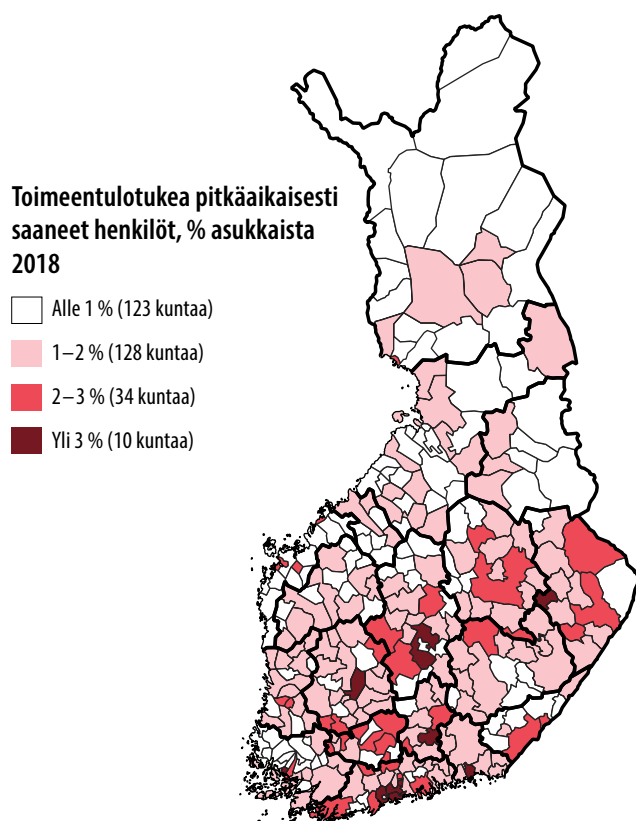 Toimeentulotukea pitkäaikaisesti
saaneet henkilöt, % asukkaista
2018
Alle 1 % (123 kuntaa)
1–2 % (128 kuntaa)
2–3 % (34 kuntaa)
Yli 3 % (10 kuntaa)